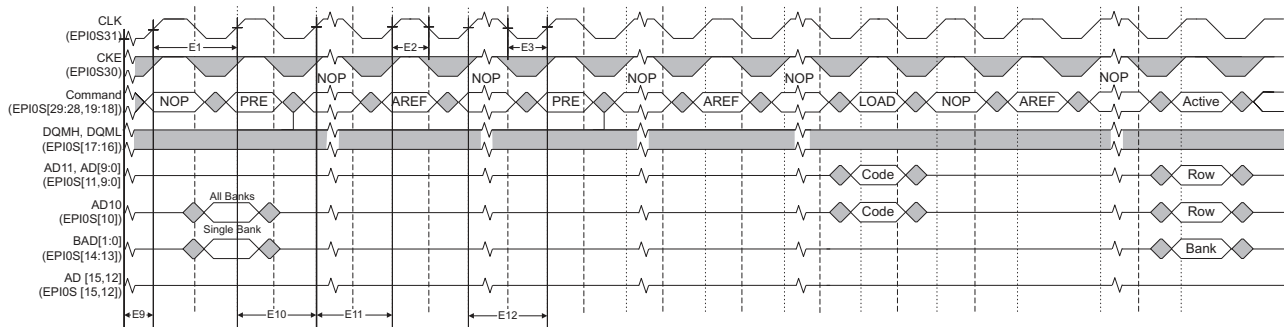 CLK
(EPI0S31)
E1
E2
E3
CKE
(EPI0S30)
NOP
NOP
NOP
NOP
NOP
Command
(EPI0S[29:28,19:18])
NOP
PRE
AREF
PRE
AREF
LOAD
NOP
AREF
Active
DQMH, DQML
(EPI0S[17:16])
AD11, AD[9:0]
(EPI0S[11,9:0])
Code
Row
All Banks
AD10
(EPI0S[10])
Code
Row
Single Bank
BAD[1:0]
(EPI0S[14:13])
Bank
AD [15,12]
(EPI0S [15,12])
E9
E10
E11
E12